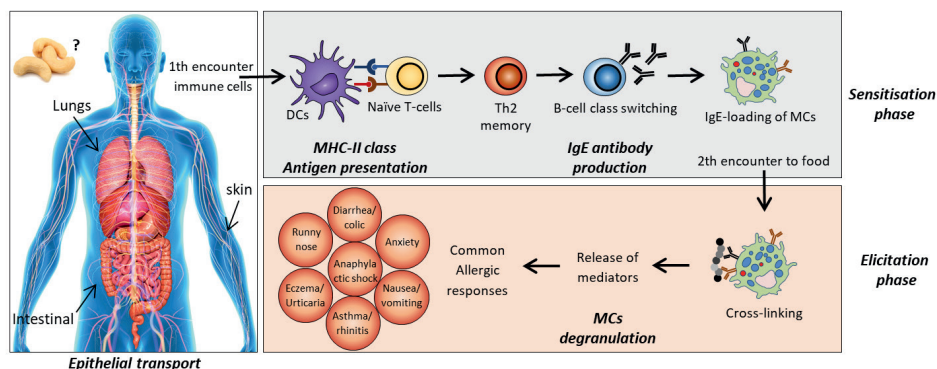 ?
Lungs
skin
Intestinal
Epithelial transport
1th encounter
immune cells
DCs
Naïve T-cells
MHC-II class
Antigen presentation
Th2
memory
B-cell class switching
IgE antibody
production
IgE-loading of MCs
Sensitisation
phase
2th encounter to food
Cross-linking
Elicitation
phase
Release of
mediators
MCs
degranulation
Common
Allergic
responses
Diarrhea/
colic
Runny
nose
Anxiety
Anaphyla
ctic shock
Eczema/
Urticaria
Nausea/
vomiting
Asthma/
rhinitis